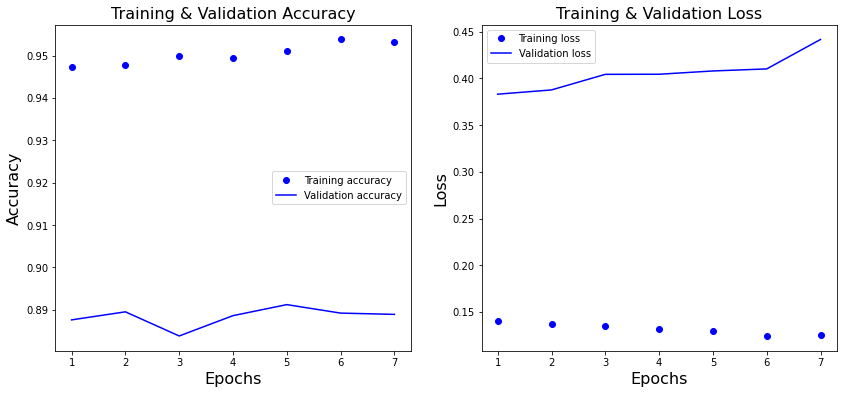 Training & Validation Accuracy
0.95
0.94
0.93
0.92
0.91
0.90
0.89
Accuracy
Training accuracy
Validation accuracy
1 2 3 4 5 6 7
Epochs
Training & Validation Loss
0.45
0.40
0.35
0.30
0.25
0.20
0.15
Loss
Training loss
Validation loss
1 2 3 4 5 6 7
Epochs